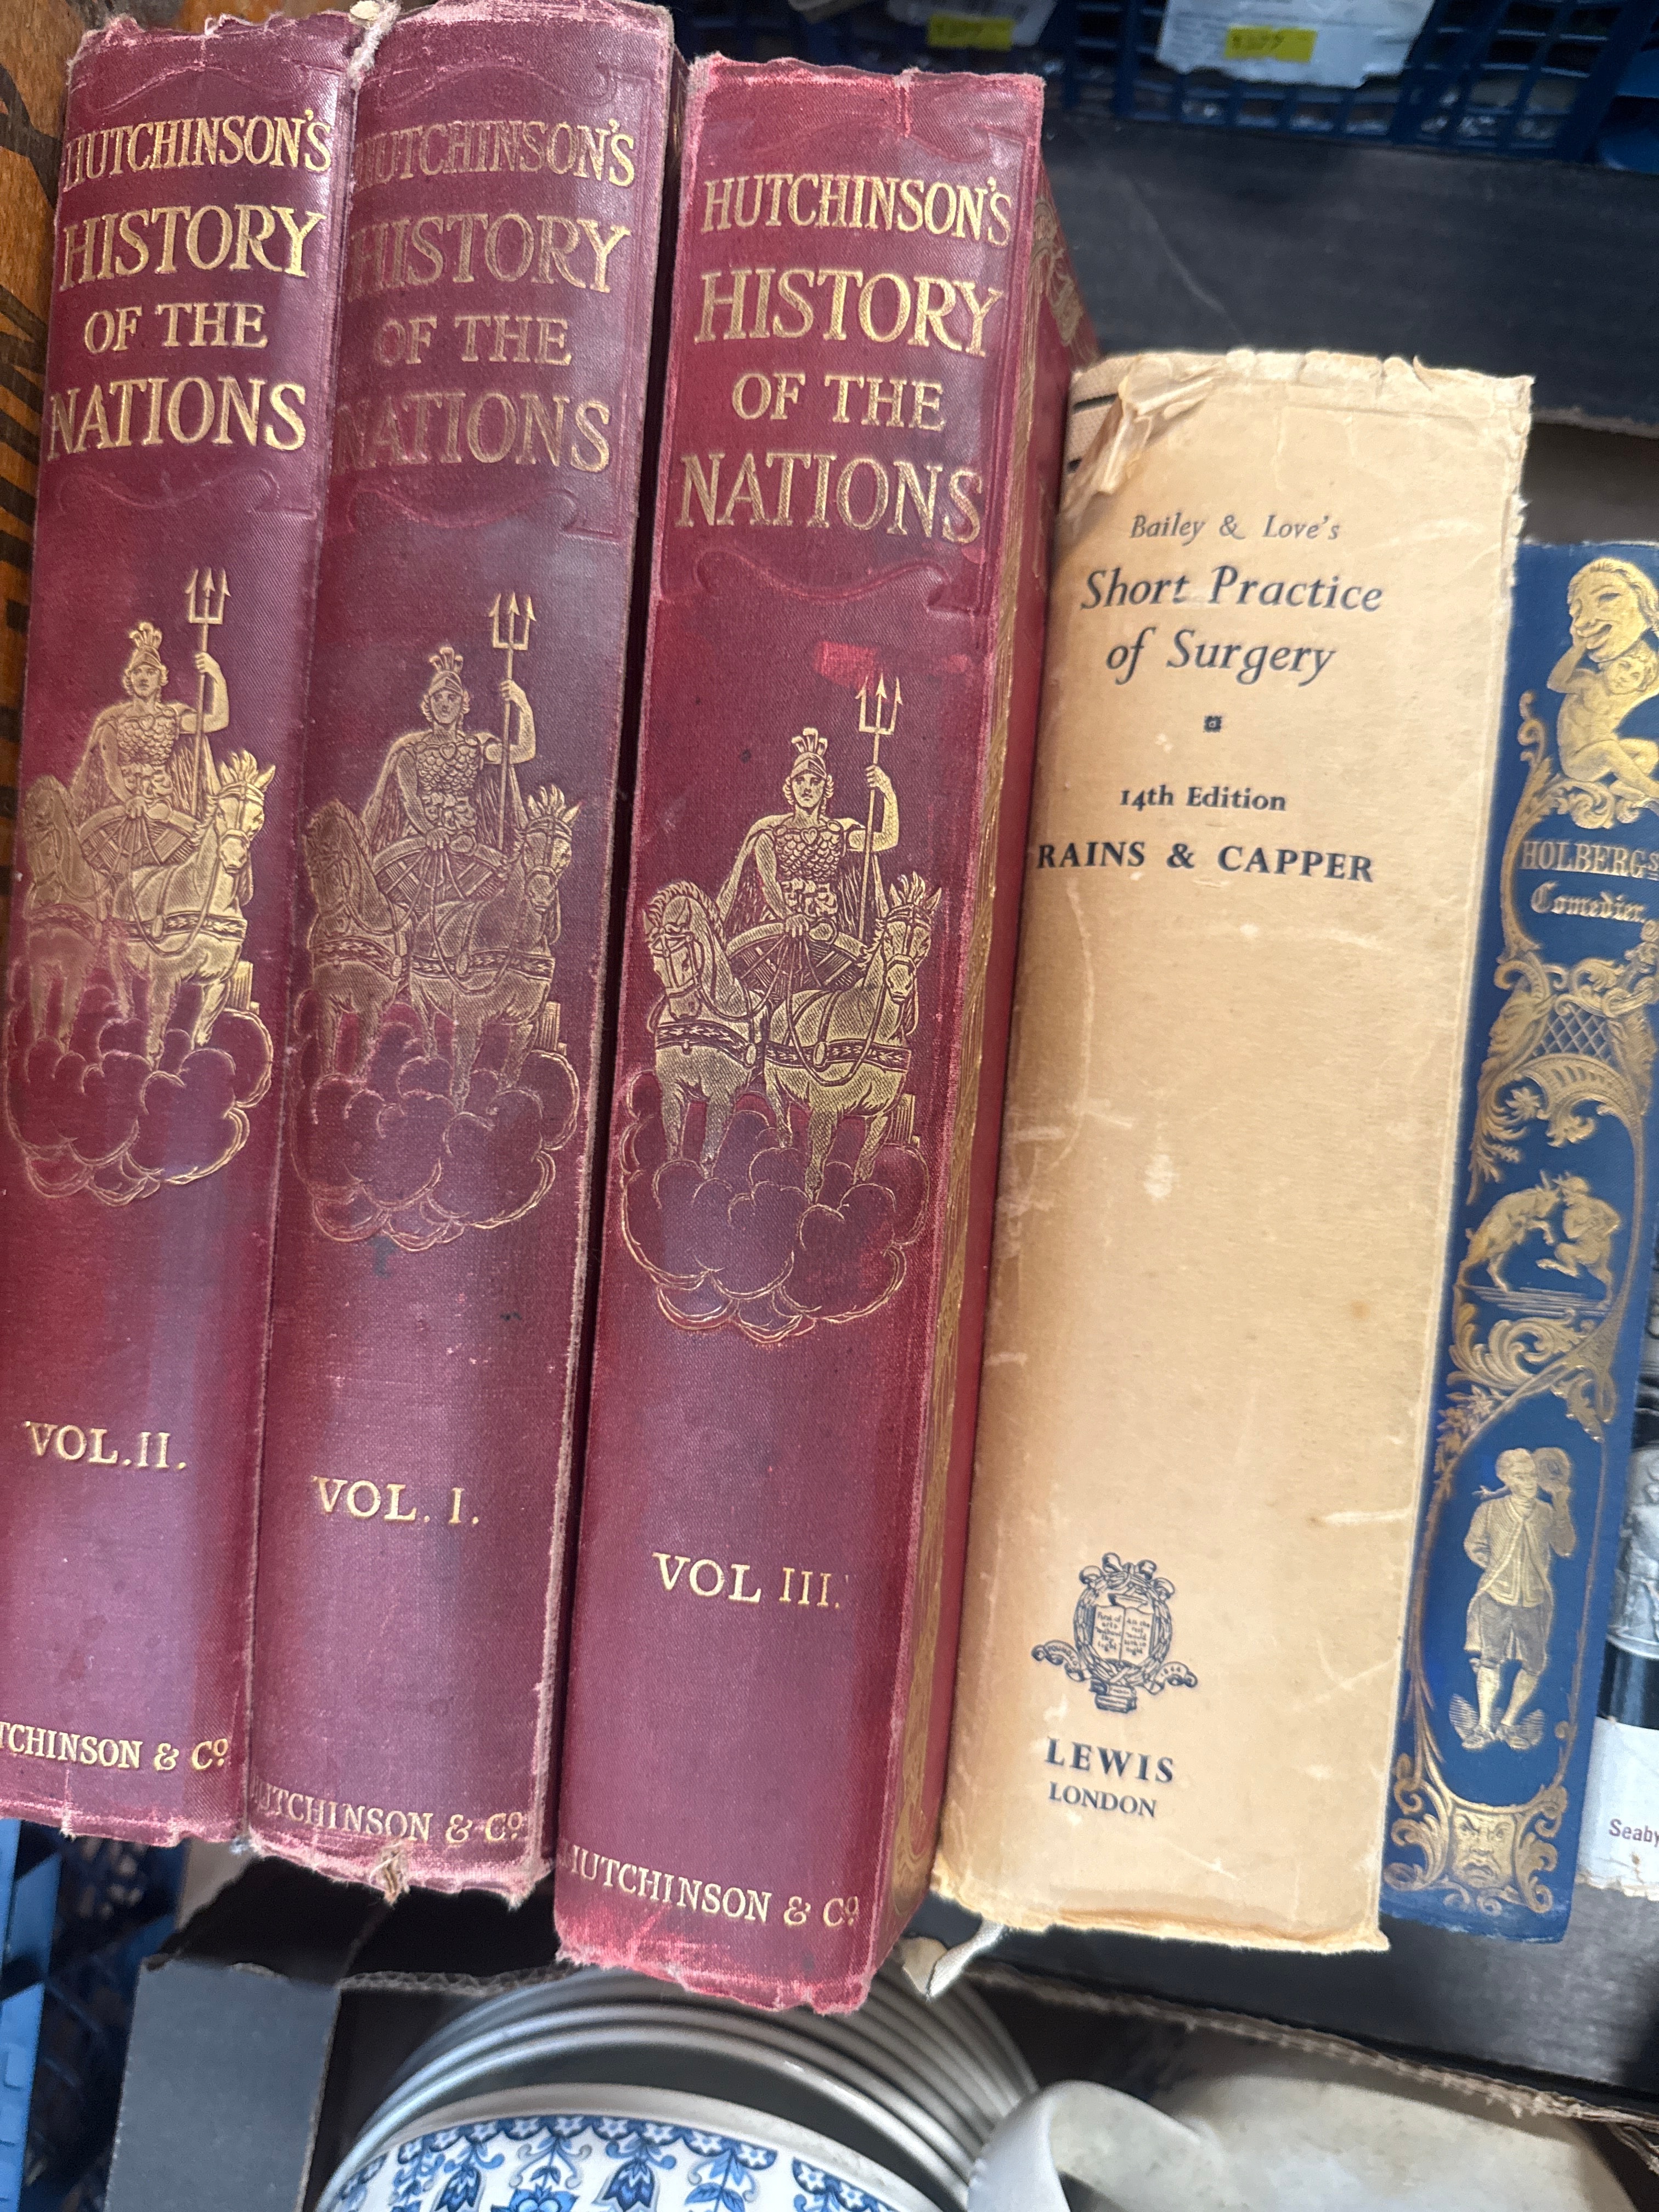 HUTCHINSON'S
HISTORY
OF THE
NATIONS
VOL. II.
TCHINSON & Cº
HUTCHINSON'S
HISTORY
OF THE
NATIONS
VOL. I.
HUTCHINSON & Cº
HUTCHINSON'S
HISTORY
OF THE
NATIONS
VOL III.
HUTCHINSON & Cº
Bailey & Love's
Short Practice
of Surgery
14th Edition
RAINS & CAPPER
LEWIS
LONDON
HOLBERG-s
Comedier.
Seaby